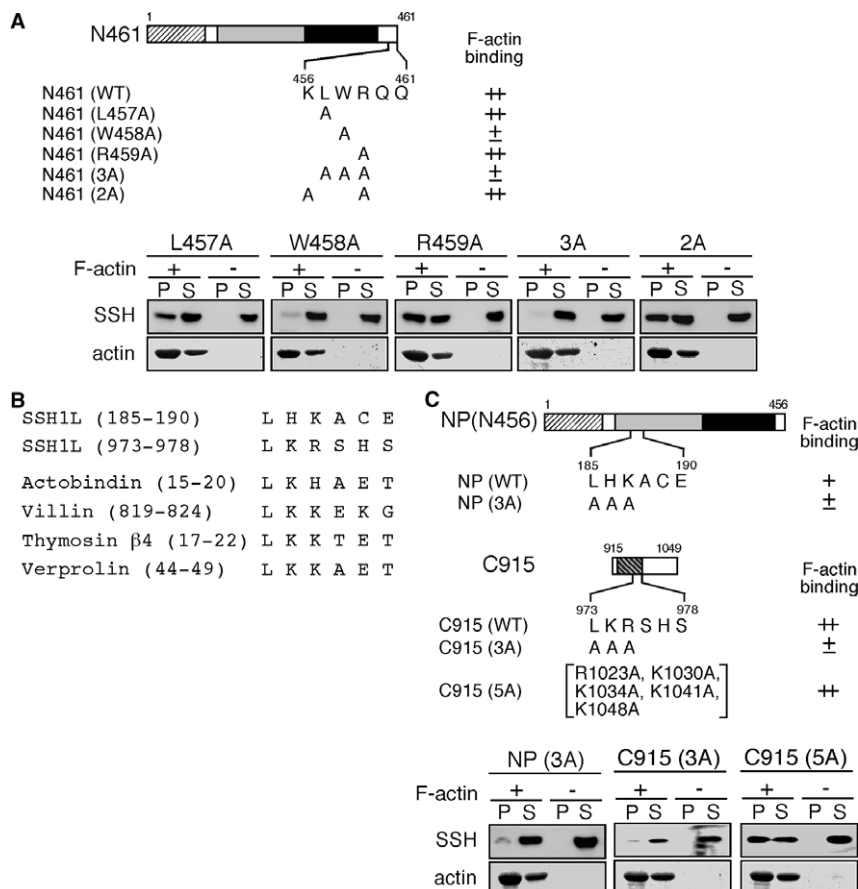 A
1 461
N461
F-actin
binding
456 461
N461 (WT) K L W R Q Q ++
N461 (L457A) A ++
N461 (W458A) A ±
N461 (R459A) A ++
N461 (3A) A A A ±
N461 (2A) A A ++
L457A W458A R459A 3A 2A
F-actin + - + - + - + - + -
P S P S P S P S P S P S P S P S P S P S
SSH
actin
B
SSH1L (185-190) L H K A C E
SSH1L (973-978) L K R S H S
Actobindin (15-20) L K H A E T
Villin (819-824) L K K E K G
Thymosin β4 (17-22) L K K T E T
Verprolin (44-49) L K K A E T
C
1 456
NP(N456)
F-actin
binding
185 190
NP (WT) L H K A C E +
NP (3A) A A A ±
915 1049
C915
F-actin
binding
973 978
C915 (WT) L K R S H S ++
C915 (3A) A A A ±
R1023A, K1030A,
C915 (5A) K1034A, K1041A, ++
K1048A
NP (3A) C915 (3A) C915 (5A)
F-actin + - + - + -
P S P S P S P S P S P S
SSH
actin